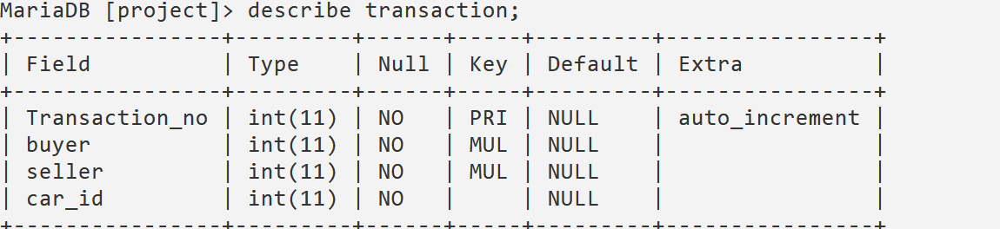 MariaDB [project]> describe transaction;
+----------------+---------+------+-----+---------+----------------+
| Field          | Type    | Null | Key | Default | Extra          |
+----------------+---------+------+-----+---------+----------------+
| Transaction_no | int(11) | NO   | PRI | NULL    | auto_increment |
| buyer          | int(11) | NO   | MUL | NULL    |                |
| seller         | int(11) | NO   | MUL | NULL    |                |
| car_id         | int(11) | NO   |     | NULL    |                |
+----------------+---------+------+-----+---------+----------------+